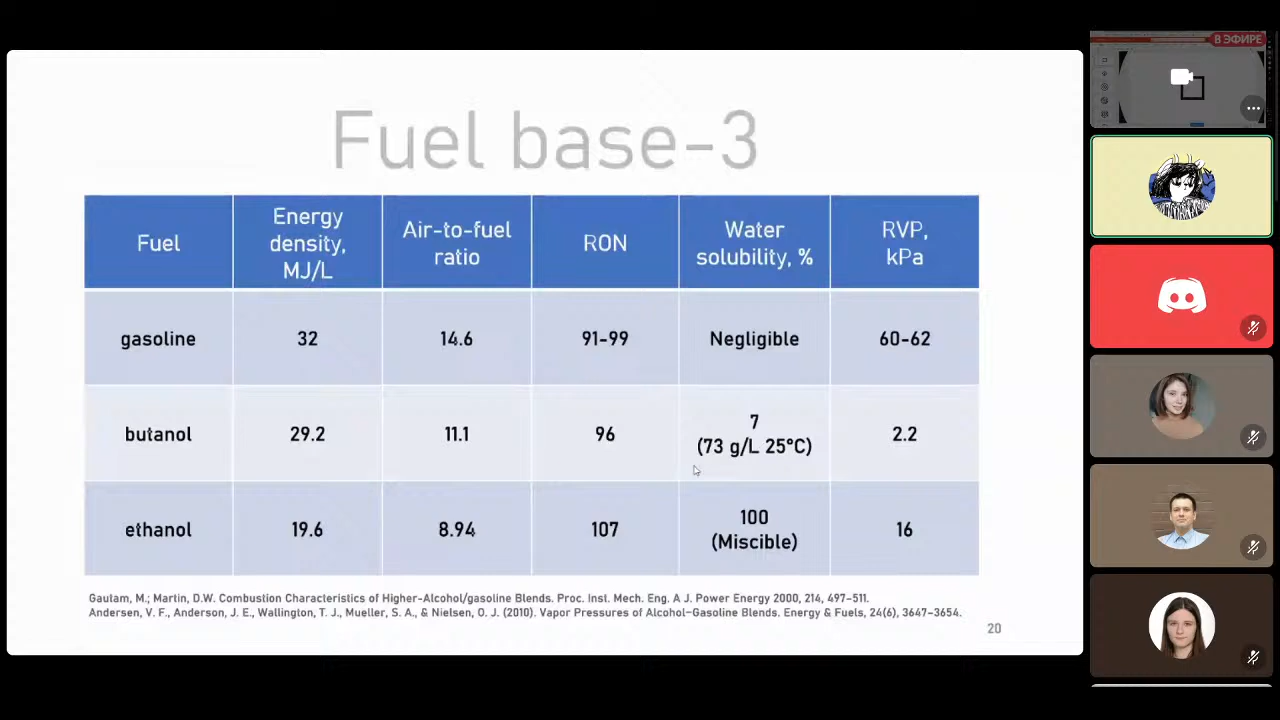 В ЭФИРЕ
Fuel base-3
Fuel
Energy
density,
MJ/L
Air-to-fuel
ratio
RON
Water
solubility, %
RVP,
kPa
gasoline
32
14.6
91-99
Negligible
60-62
butanol
29.2
11.1
96
7
(73 g/L 25°C)
2.2
ethanol
19.6
8.94
107
100
(Miscible)
16
Gautam, M.; Martin, D.W. Combustion Characteristics of Higher-Alcohol/gasoline Blends. Proc. Inst. Mech. Eng. A J. Power Energy 2000, 214, 497-511.
Andersen, V. F., Anderson, J. E., Wallington, T. J., Mueller, S. A., & Nielsen, O. J. (2010). Vapor Pressures of Alcohol−Gasoline Blends. Energy & Fuels, 24(6), 3647-3654.
20